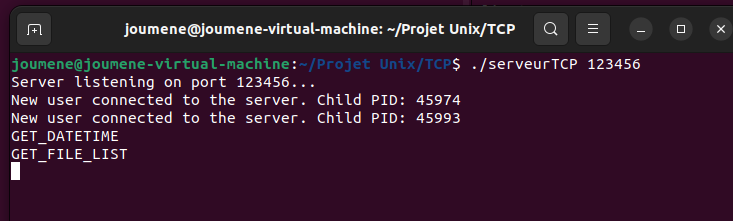 joumene@joumene-virtual-machine: ~/Projet Unix/TCP
joumene@joumene-virtual-machine:~/Projet Unix/TCP$ ./serveurTCP 123456
Server listening on port 123456...
New user connected to the server. Child PID: 45974
New user connected to the server. Child PID: 45993
GET_DATETIME
GET_FILE_LIST